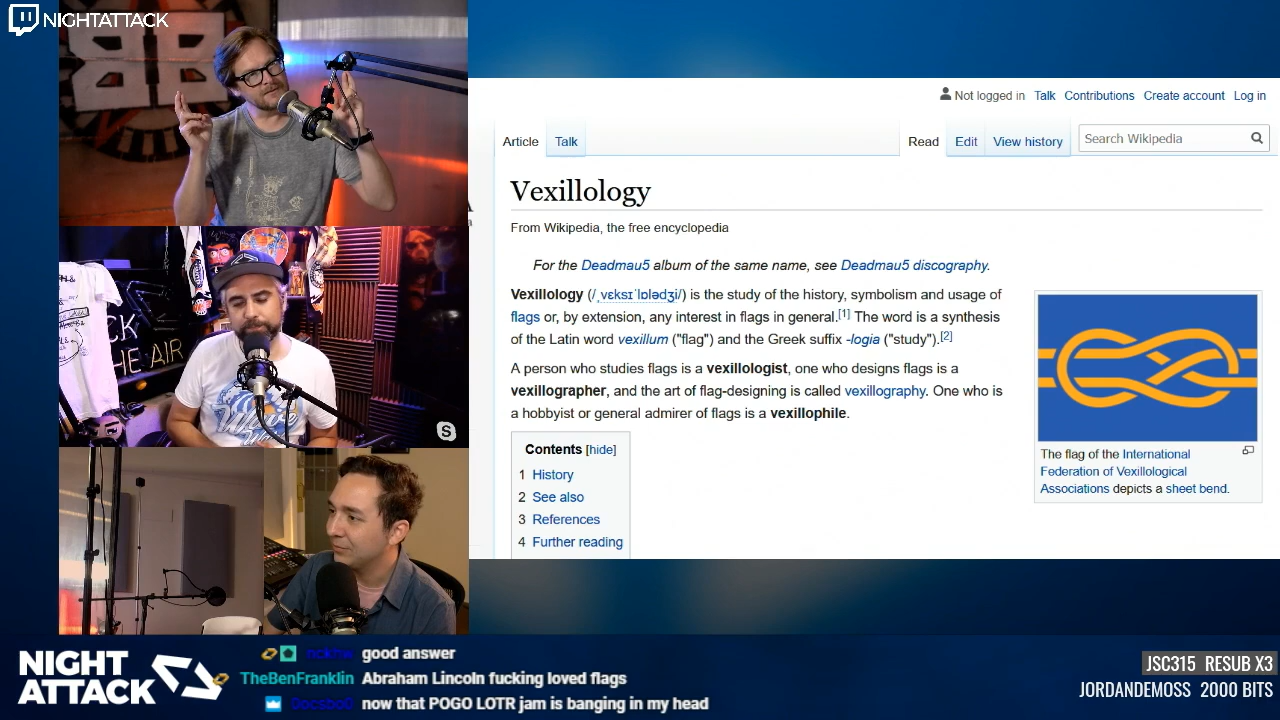 NIGHTATTACK
CK
THE AIR
Not logged in Talk Contributions Create account Log in
Article Talk Read Edit View history Search Wikipedia
Vexillology
From Wikipedia, the free encyclopedia
For the Deadmau5 album of the same name, see Deadmau5 discography.
Vexillology (/ˌvɛksɪˈlɒlədʒi/) is the study of the history, symbolism and usage of
flags or, by extension, any interest in flags in general.[1] The word is a synthesis
of the Latin word vexillum ("flag") and the Greek suffix -logia ("study").[2]
A person who studies flags is a vexillologist, one who designs flags is a
vexillographer, and the art of flag-designing is called vexillography. One who is
a hobbyist or general admirer of flags is a vexillophile.
The flag of the International
Federation of Vexillological
Associations depicts a sheet bend.
Contents [hide]
1 History
2 See also
3 References
4 Further reading
NIGHT
ATTACK
good answer
TheBenFranklin Abraham Lincoln fucking loved flags
now that POGO LOTR jam is banging in my head
JSC315 RESUB X3
JORDANDEMOSS 2000 BITS